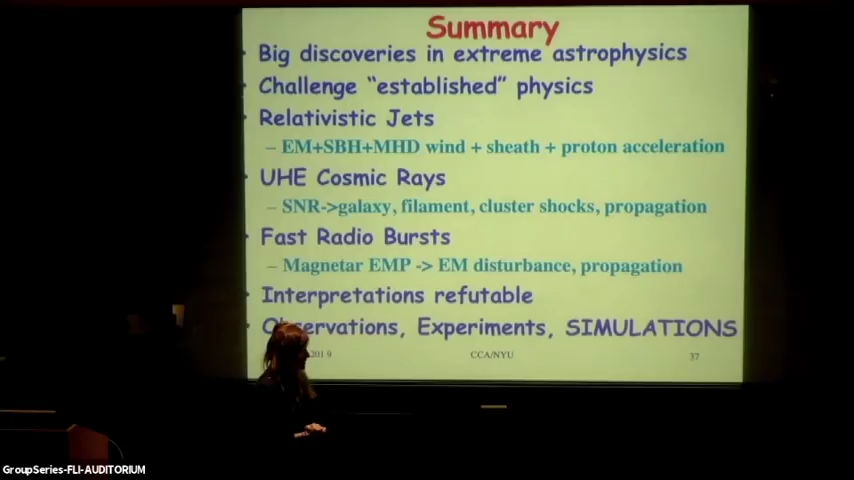 Summary
Big discoveries in extreme astrophysics
Challenge “established” physics
Relativistic Jets
– EM+SBH+MHD wind + sheath + proton acceleration
UHE Cosmic Rays
– SNR->galaxy, filament, cluster shocks, propagation
Fast Radio Bursts
– Magnetar EMP -> EM disturbance, propagation
Interpretations refutable
Observations, Experiments, SIMULATIONS
2019 CCA/NYU 37
GroupSeries-FLI-AUDITORIUM